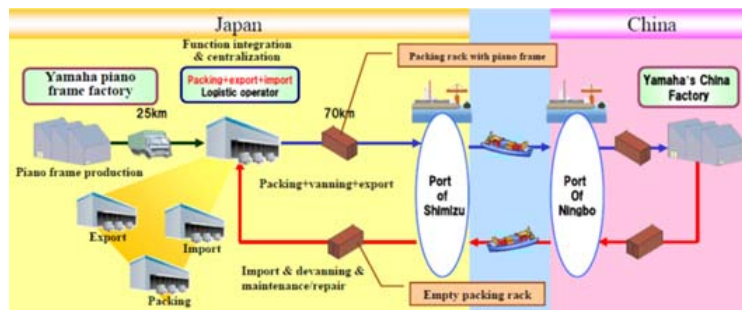 Japan
China
Function integration
& centralization
Packing rack with piano frame
Yamaha piano
frame factory
Packing+export+import
Logistic operator
Yamaha's China
Factory
25km
70km
Piano frame production
Packing+vanning+export
Port
of
Shimizu
Port
Of
Ningbo
Export
Import
Packing
Import & devanning &
maintenance/repair
Empty packing rack